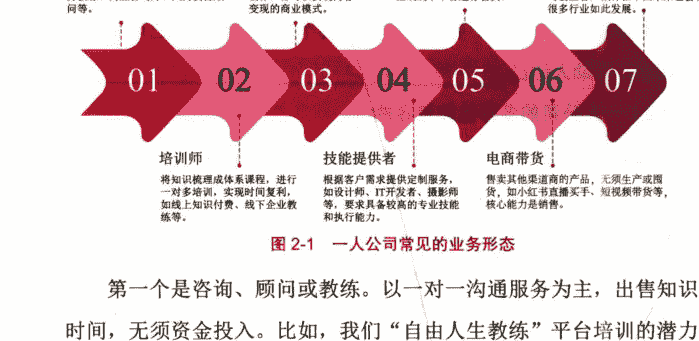 问等。
变现的商业模式。
很多行业如此发展。
01 02 03 04 05 06 07
培训师
将知识梳理成体系课程，进行
一对多培训，实现时间复利，
如线上知识付费、线下企业教
练等。
技能提供者
根据客户需求提供定制服务，
如设计师、IT开发者、摄影师
等，要求具备较高的专业技能
和执行能力。
电商带货
售卖其他渠道商的产品，无须生产或囤
货，如小红书直播买手、短视频带货等，
核心能力是销售。
图 2-1 一人公司常见的业务形态
第一个是咨询、顾问或教练。以一对一沟通服务为主，出售知识
时间，无须资金投入。比如，我们“自由人生教练”平台培训的潜力